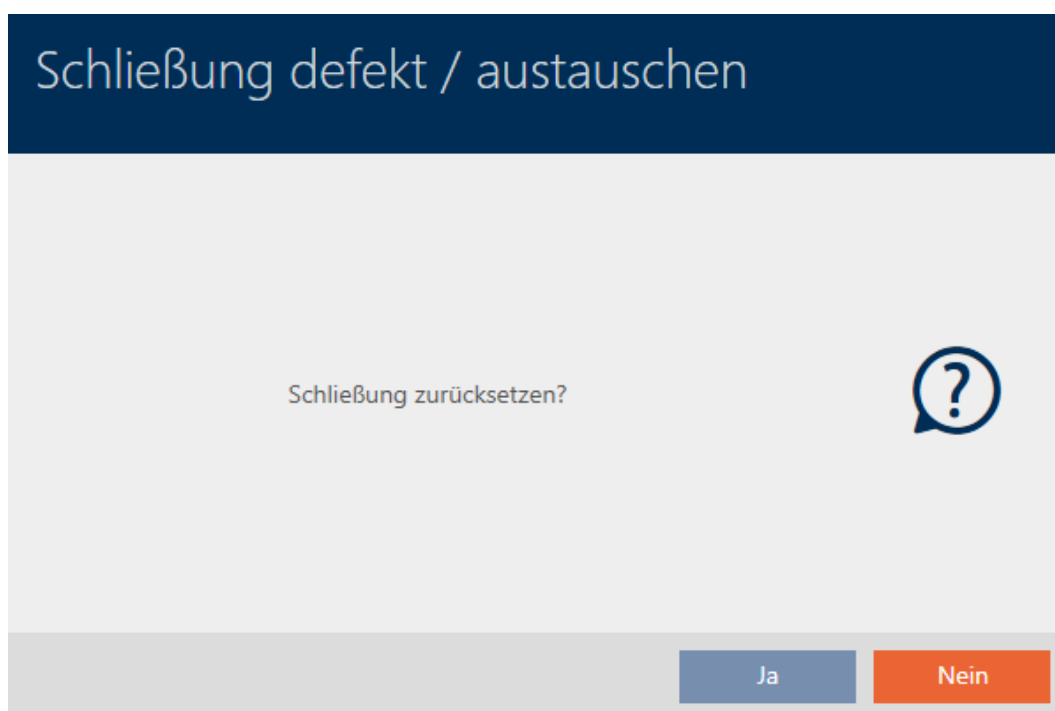 Schließung defekt / austauschen
Schließung zurücksetzen?
?
Ja
Nein